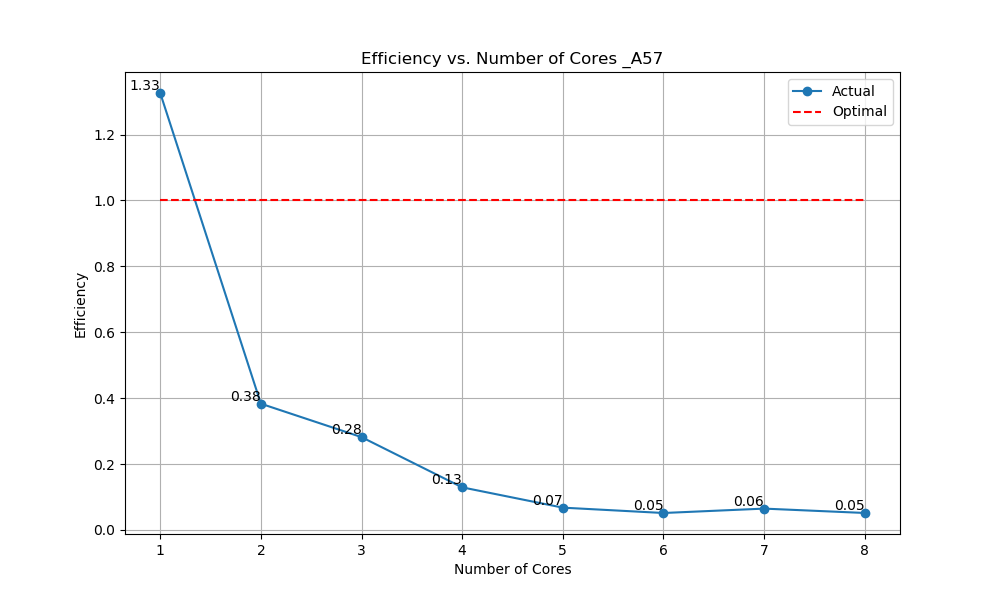 Efficiency vs. Number of Cores _A57
Actual
Optimal
Efficiency
1.2
1.0
0.8
0.6
0.4
0.2
0.0
1.33
0.38
0.28
0.13
0.07
0.05
0.06
0.05
1 2 3 4 5 6 7 8
Number of Cores